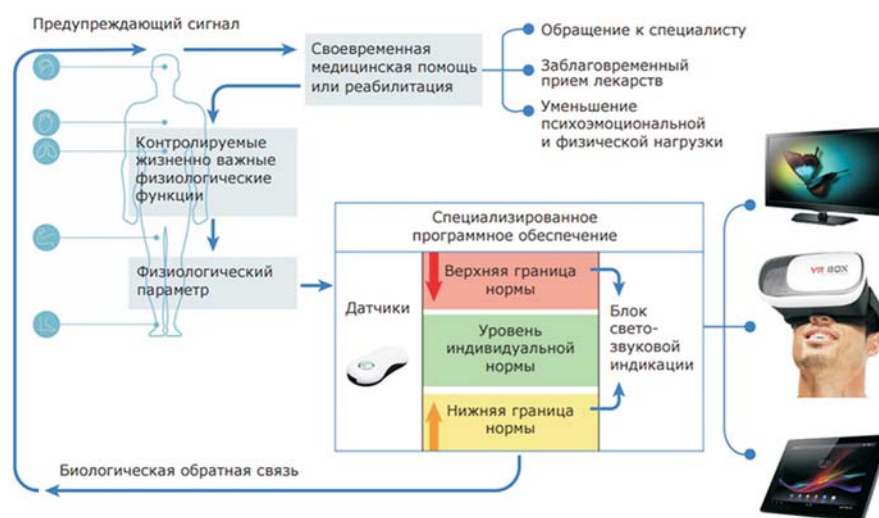 Предупреждающий сигнал
Своевременная
медицинская помощь
или реабилитация
Обращение к специалисту
Заблаговременный
прием лекарств
Уменьшение
психоэмоциональной
и физической нагрузки
Контролируемые
жизненно важные
физиологические
функции
Физиологический
параметр
Специализированное
программное обеспечение
Датчики
Верхняя граница
нормы
Уровень
индивидуальной
нормы
Нижняя граница
нормы
Блок
свето-
звуковой
индикации
VR BOX
Биологическая обратная связь